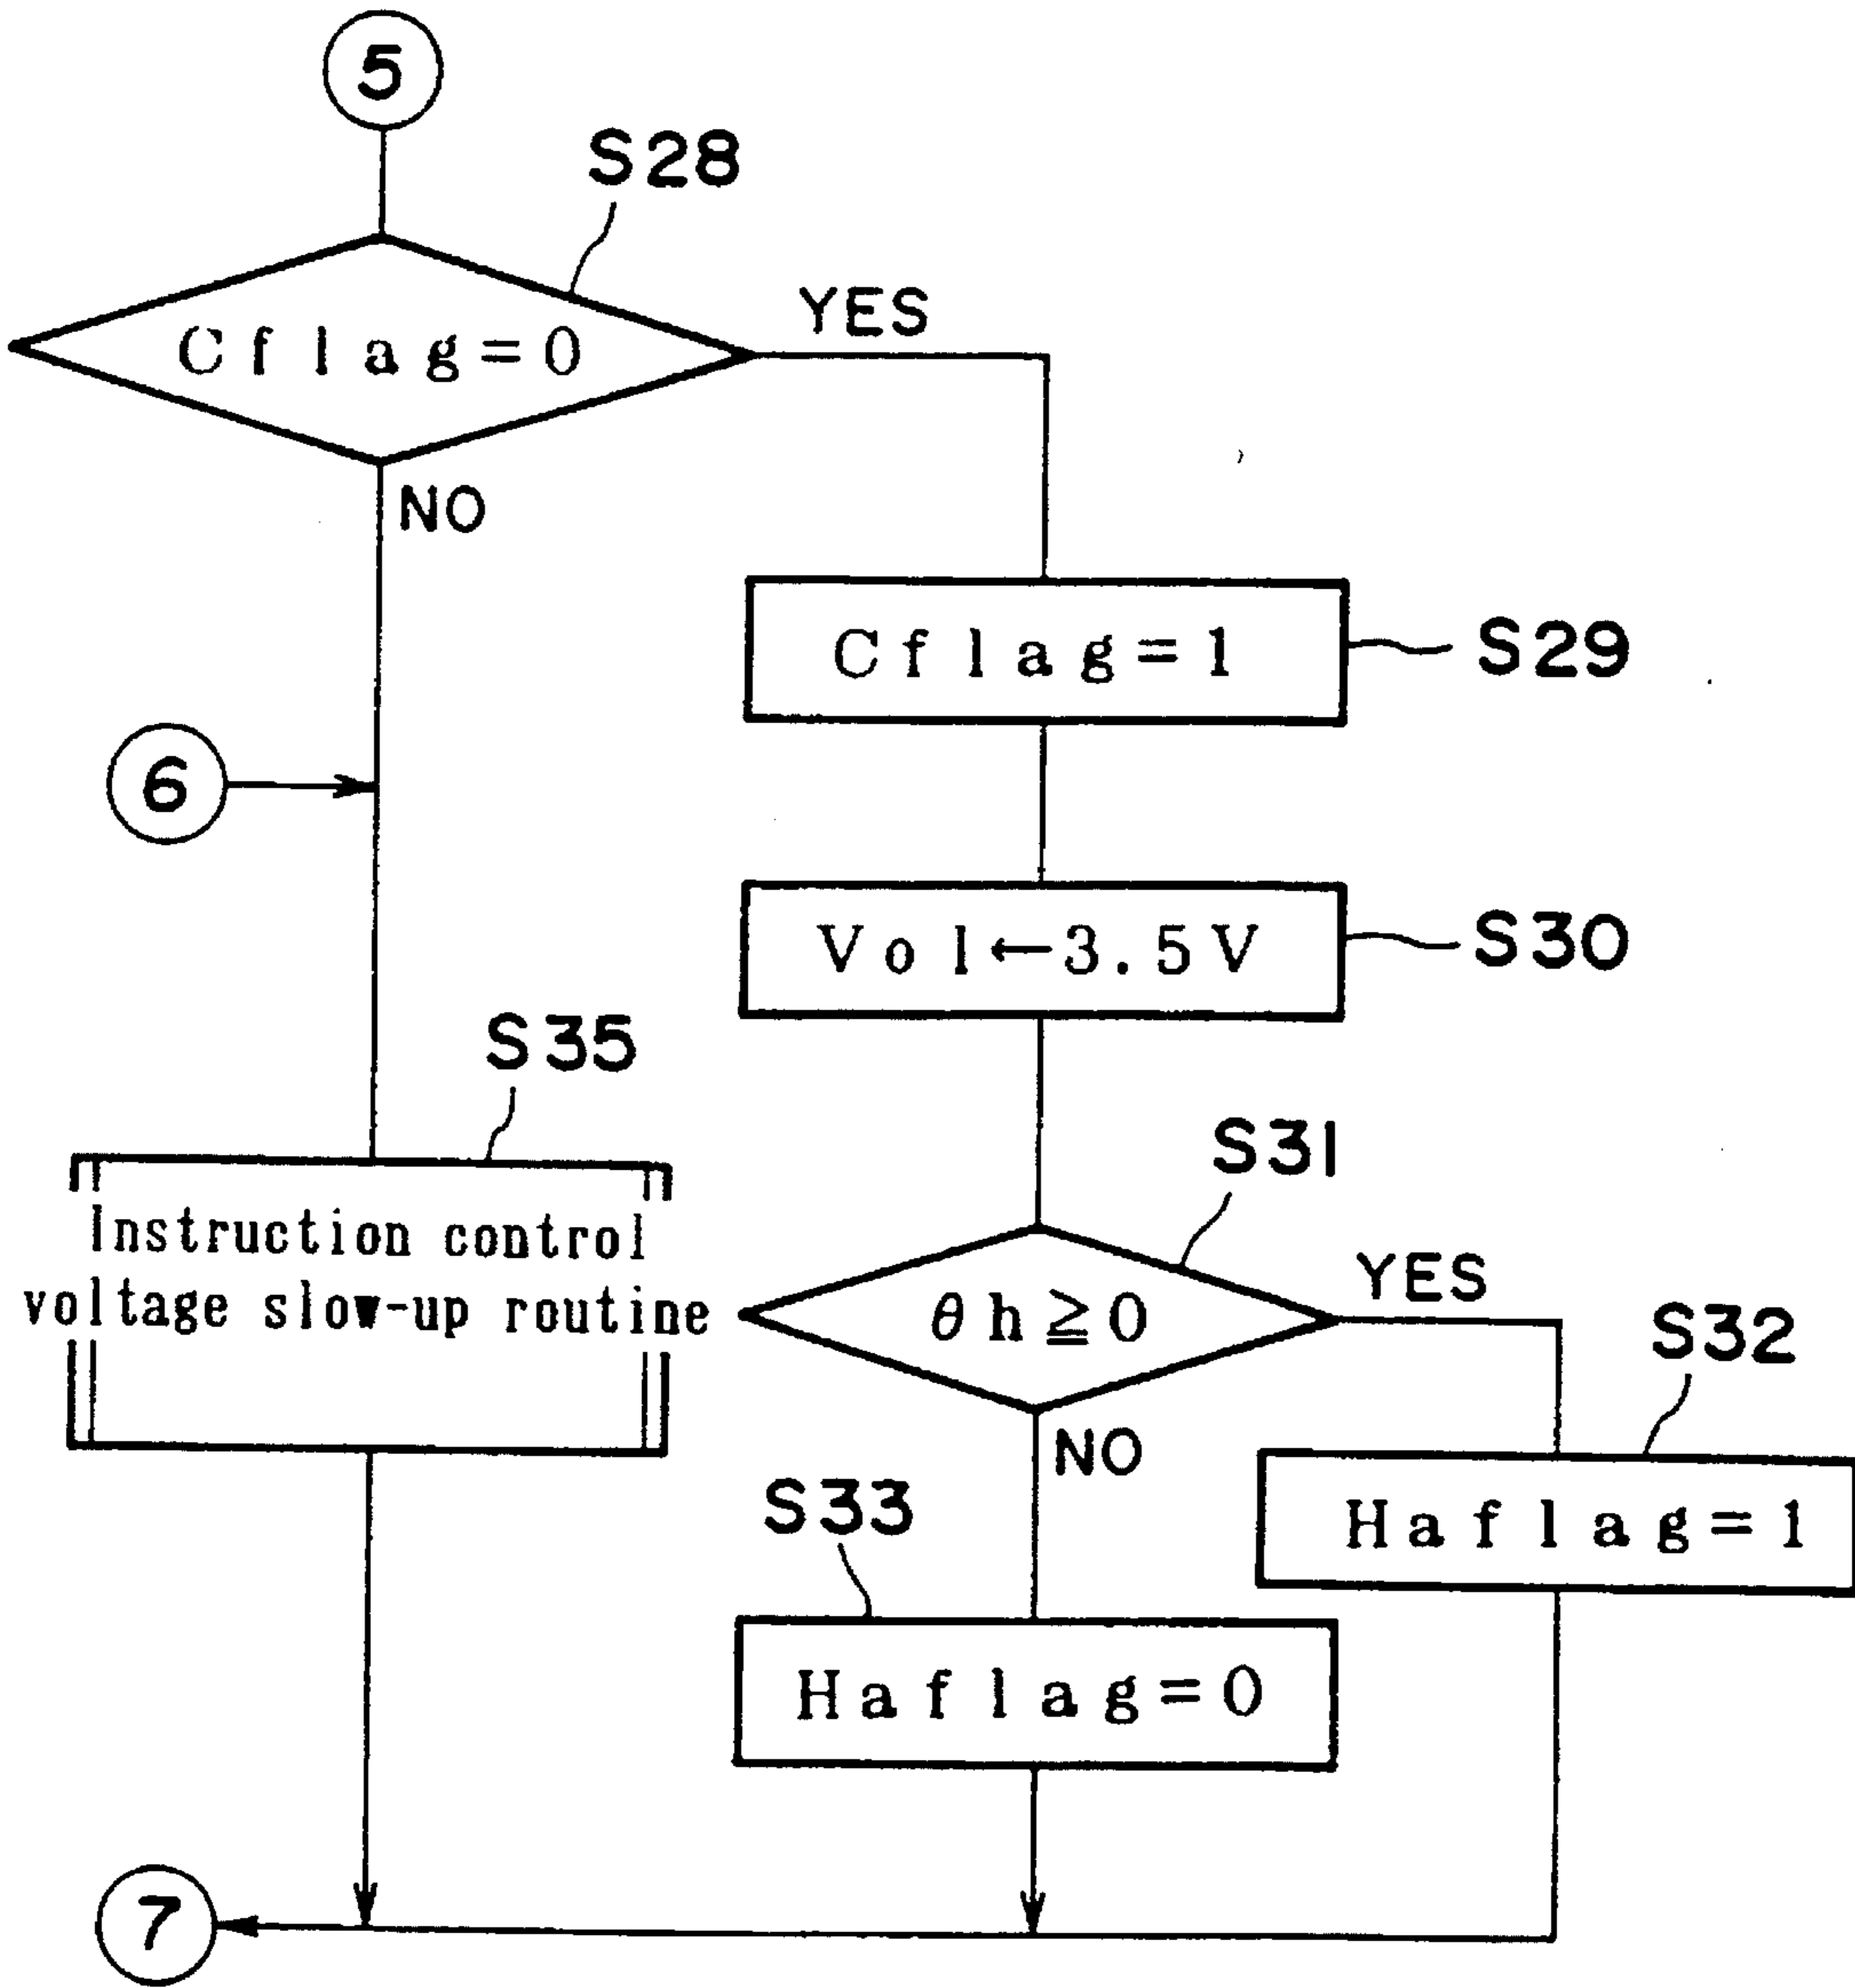 5
S28
YES
Cflag=0
NO
Cflag=1
S29
6
Vol←3.5V
S30
S35
S31
Instruction control
voltage slow-up routine
YES
θh≧0
S32
NO
S33
Haflag=1
Haflag=0
7